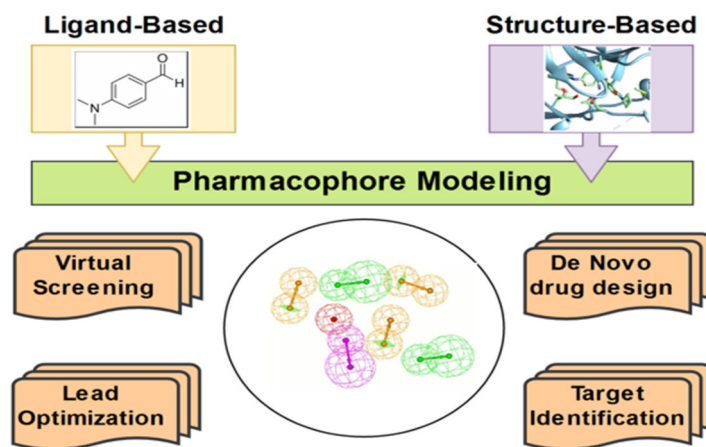 Ligand-Based
Structure-Based
O
H
N
Pharmacophore Modeling
Virtual
Screening
De Novo
drug design
Lead
Optimization
Target
Identification